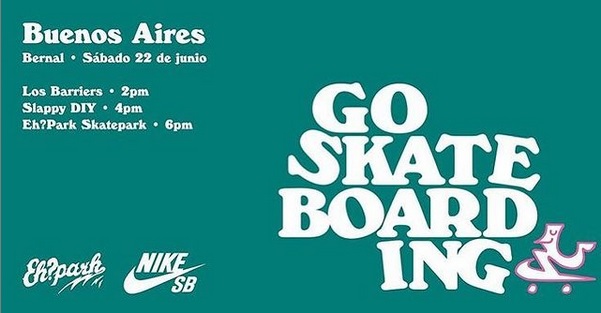 Buenos Aires
Bernal • Sábado 22 de junio
Los Barriers • 2pm
Slappy DIY • 4pm
Eh?Park Skatepark • 6pm
GO
SKATE
BOARD
ING
Eh?park
NIKE
SB